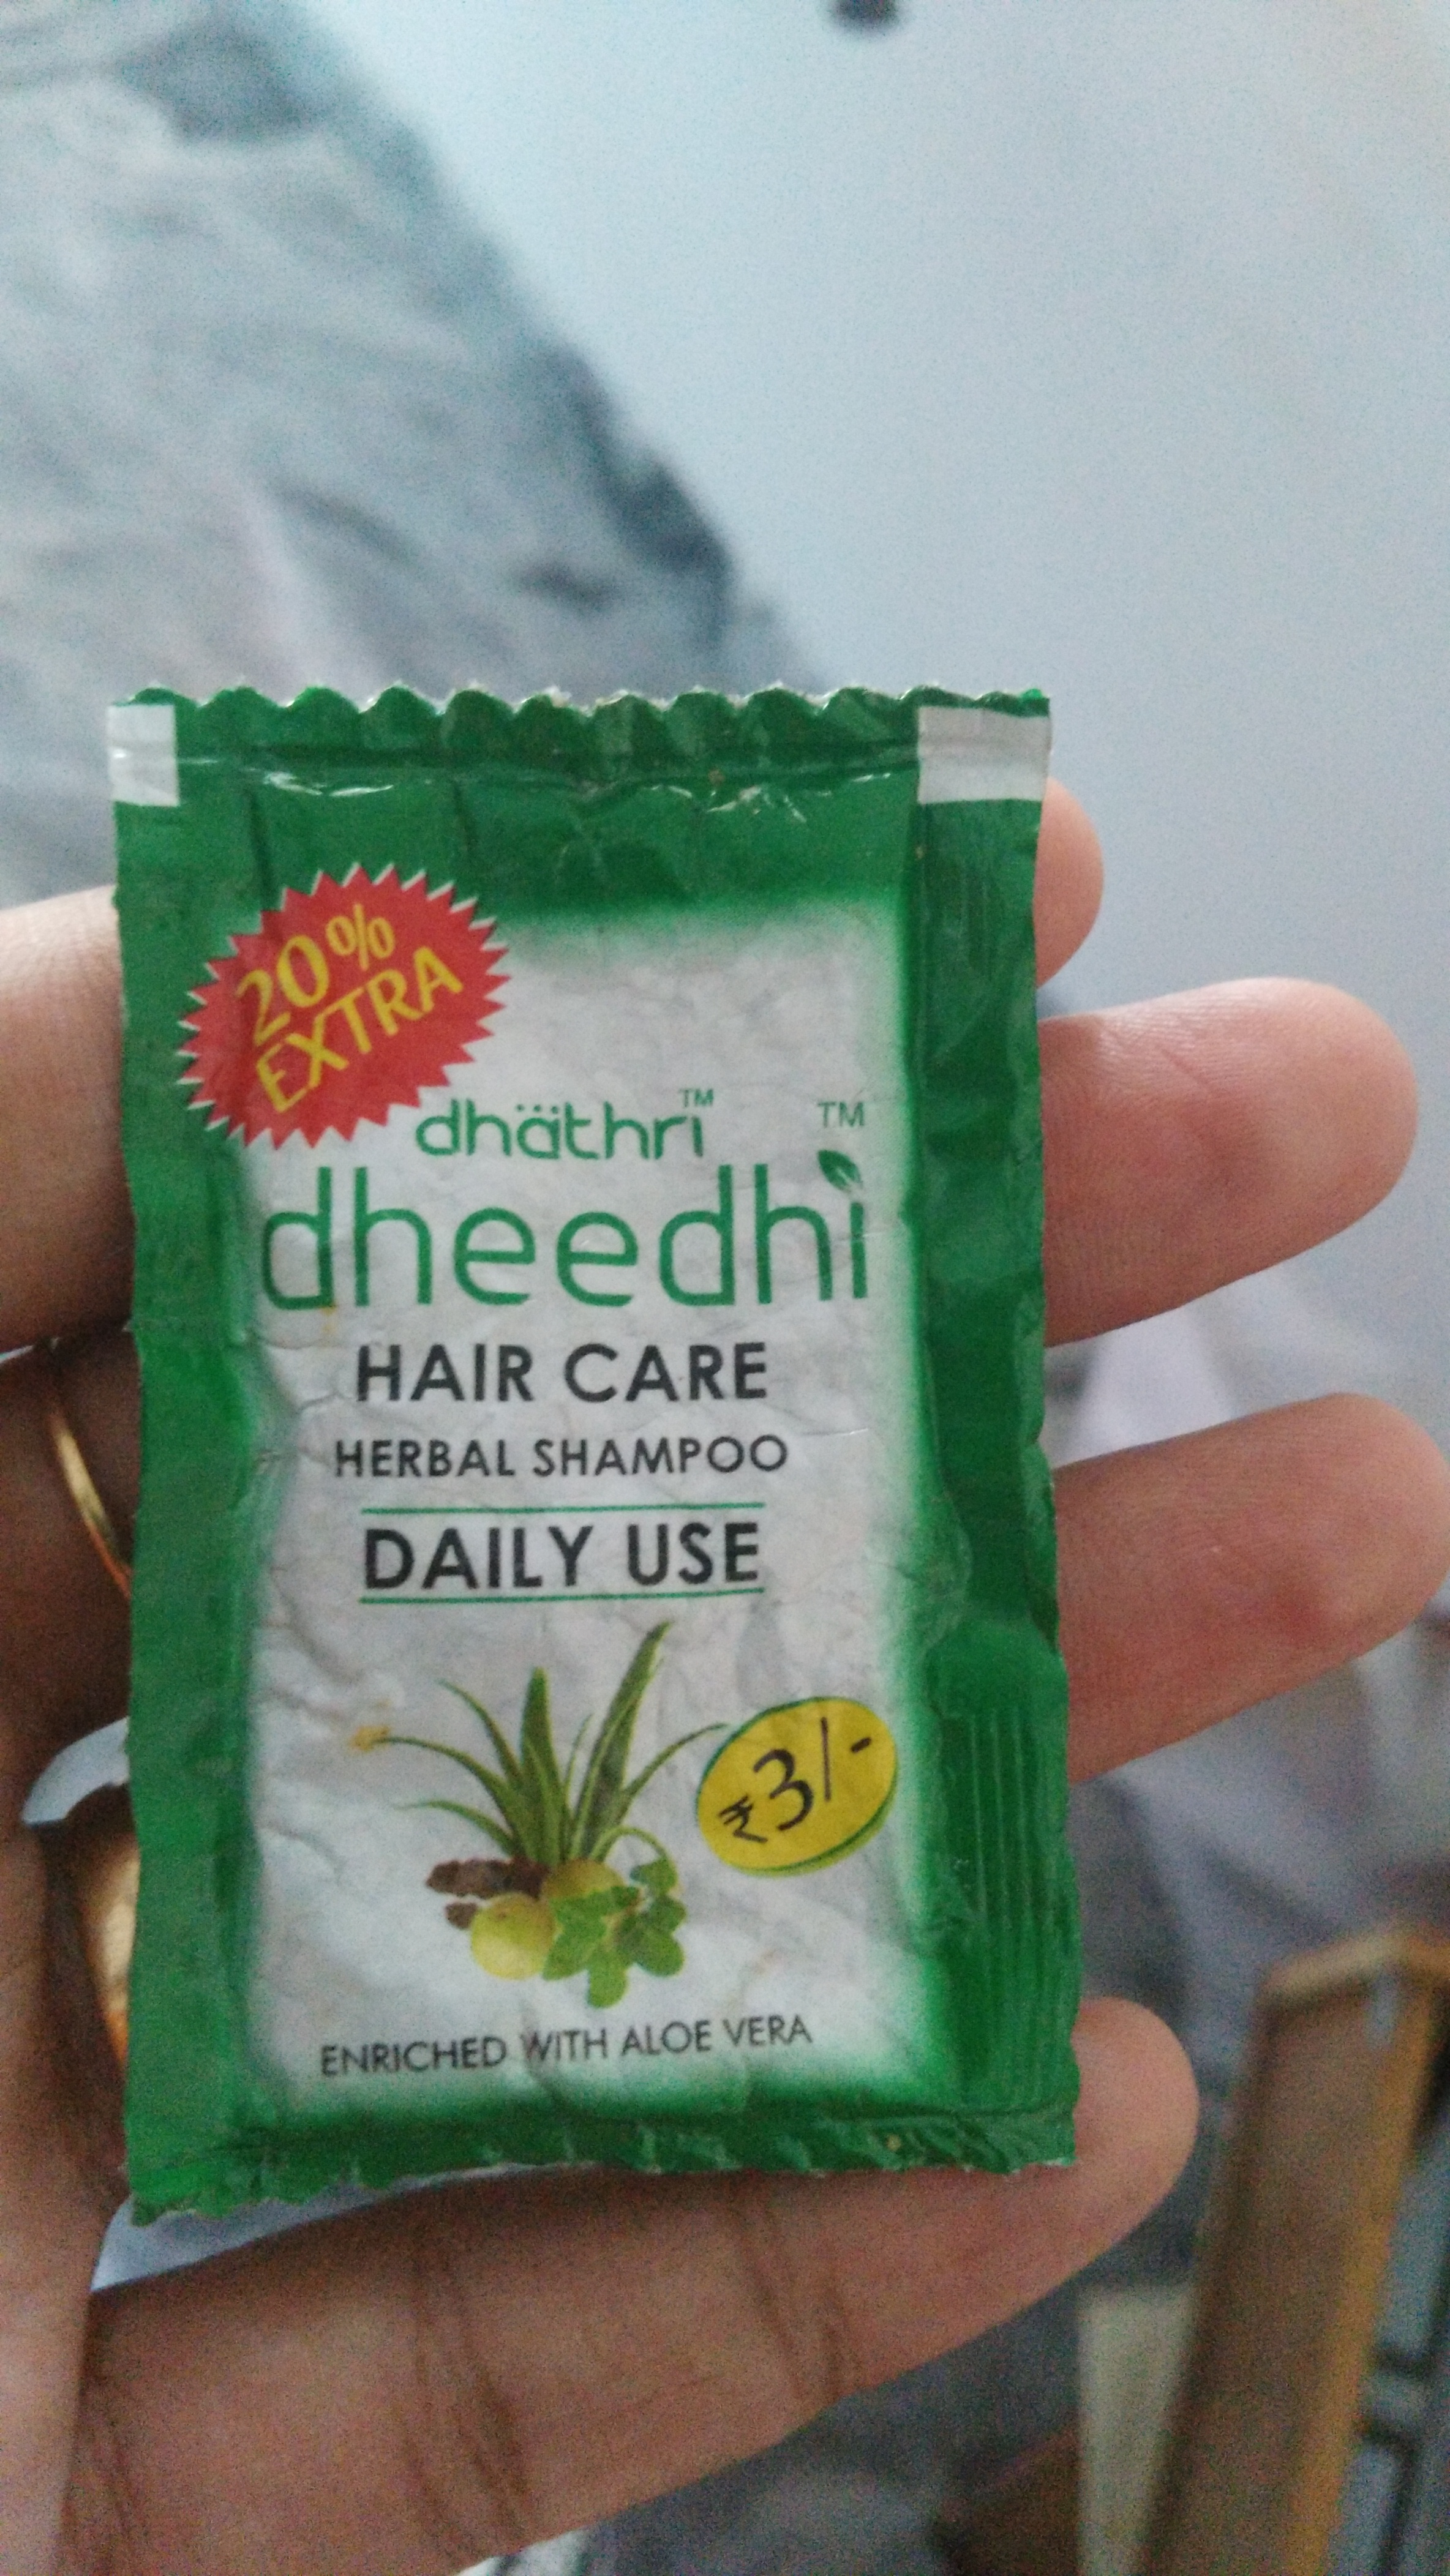 20%
EXTRA
dhäthri™
dheedhi™
HAIR CARE
HERBAL SHAMPOO
DAILY USE
₹3/-
ENRICHED WITH ALOE VERA